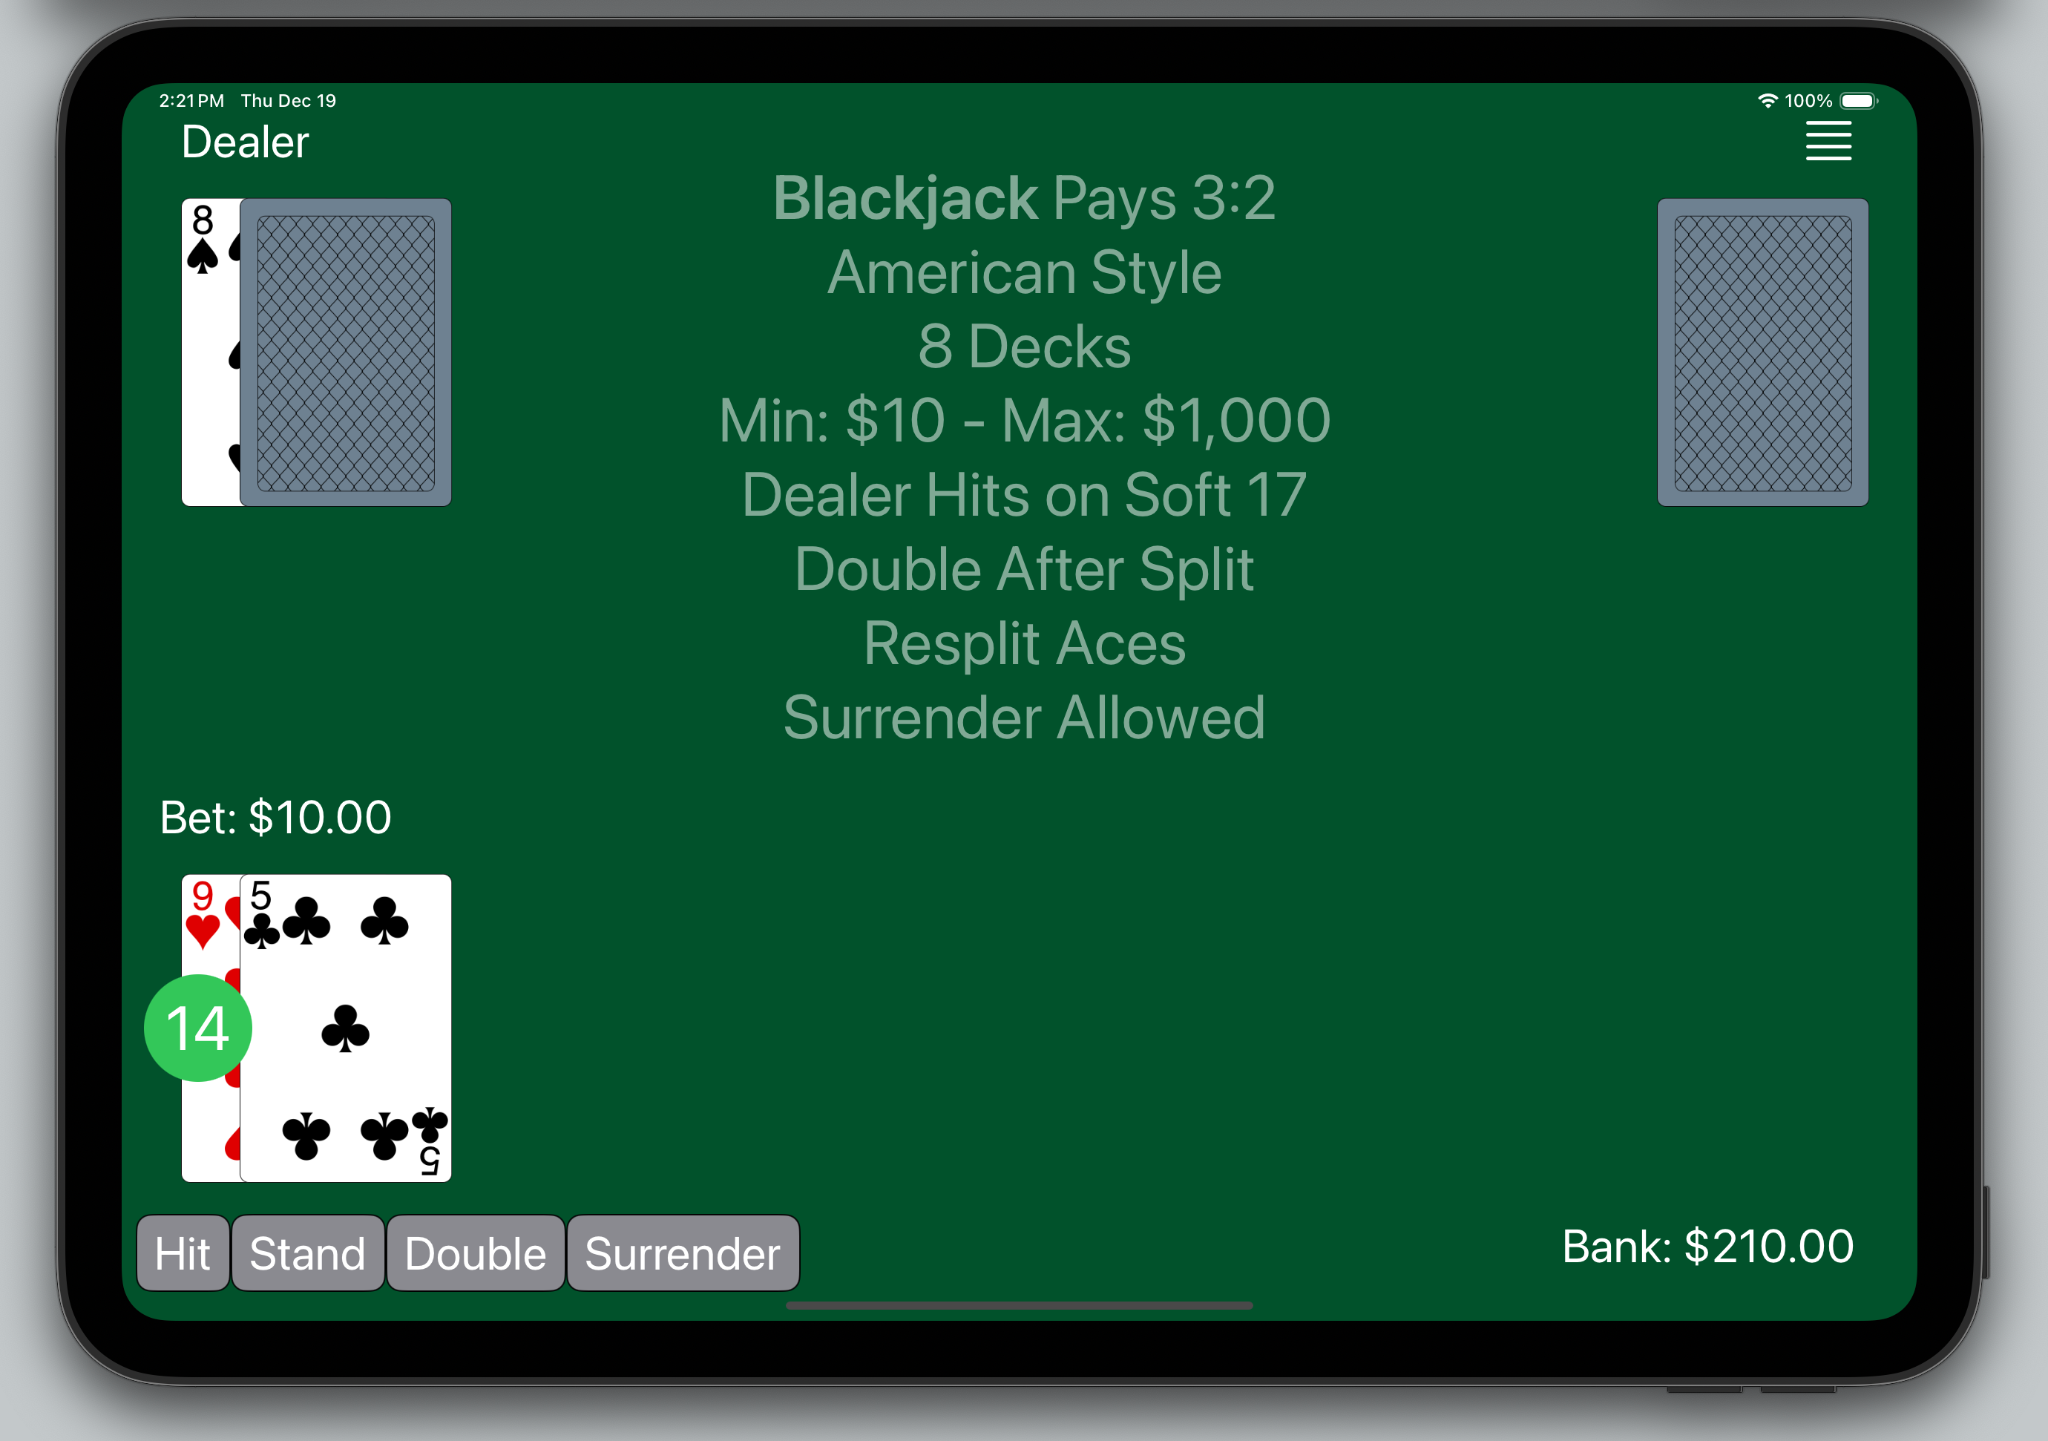 2:21 PM Thu Dec 19
100%
Dealer
8
Blackjack Pays 3:2
American Style
8 Decks
Min: $10 - Max: $1,000
Dealer Hits on Soft 17
Double After Split
Resplit Aces
Surrender Allowed
Bet: $10.00
9
5
14
5
Hit
Stand
Double
Surrender
Bank: $210.00